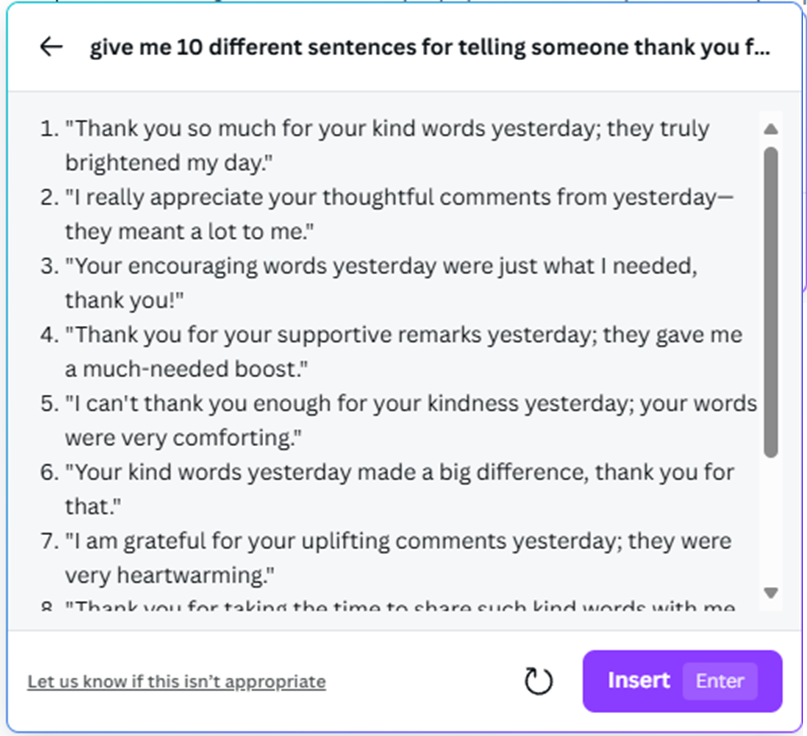 give me 10 different sentences for telling someone thank you f...
1. "Thank you so much for your kind words yesterday; they truly
brightened my day."
2. "I really appreciate your thoughtful comments from yesterday—
they meant a lot to me."
3. "Your encouraging words yesterday were just what I needed,
thank you!"
4. "Thank you for your supportive remarks yesterday; they gave me
a much-needed boost."
5. "I can't thank you enough for your kindness yesterday; your words
were very comforting."
6. "Your kind words yesterday made a big difference, thank you for
that."
7. "I am grateful for your uplifting comments yesterday; they were
very heartwarming."
8. "Thank you for taking the time to share such kind words with me
Let us know if this isn't appropriate
Insert Enter